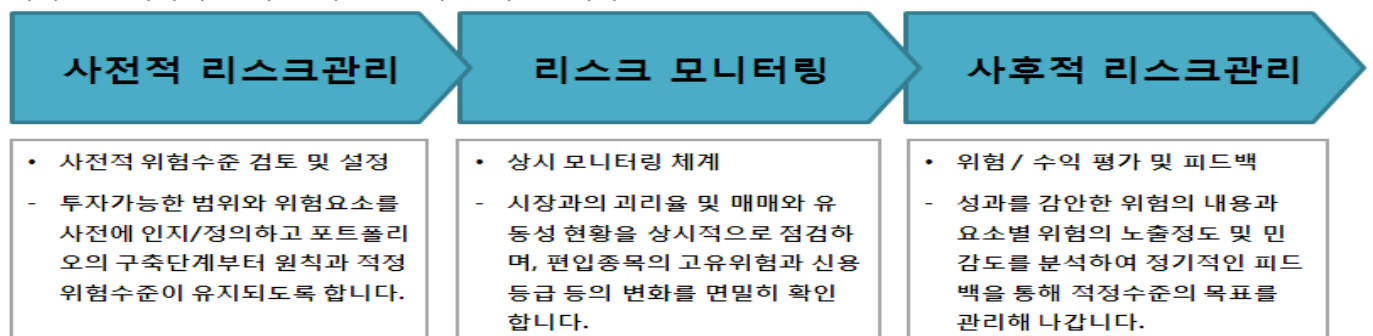 사전적 리스크관리
리스크 모니터링
사후적 리스크관리
• 사전적 위험수준 검토 및 설정
- 투자가능한 범위와 위험요소를
사전에 인지/정의하고 포트폴리
오의 구축단계부터 원칙과 적정
위험수준이 유지되도록 합니다.
• 상시 모니터링 체계
- 시장과의 괴리율 및 매매와 유
동성 현황을 상시적으로 점검하
며, 편입종목의 고유위험과 신용
등급 등의 변화를 면밀히 확인
합니다.
• 위험 / 수익 평가 및 피드백
- 성과를 감안한 위험의 내용과
요소별 위험의 노출정도 및 민
감도를 분석하여 정기적인 피드
백을 통해 적정수준의 목표를
관리해 나갑니다.